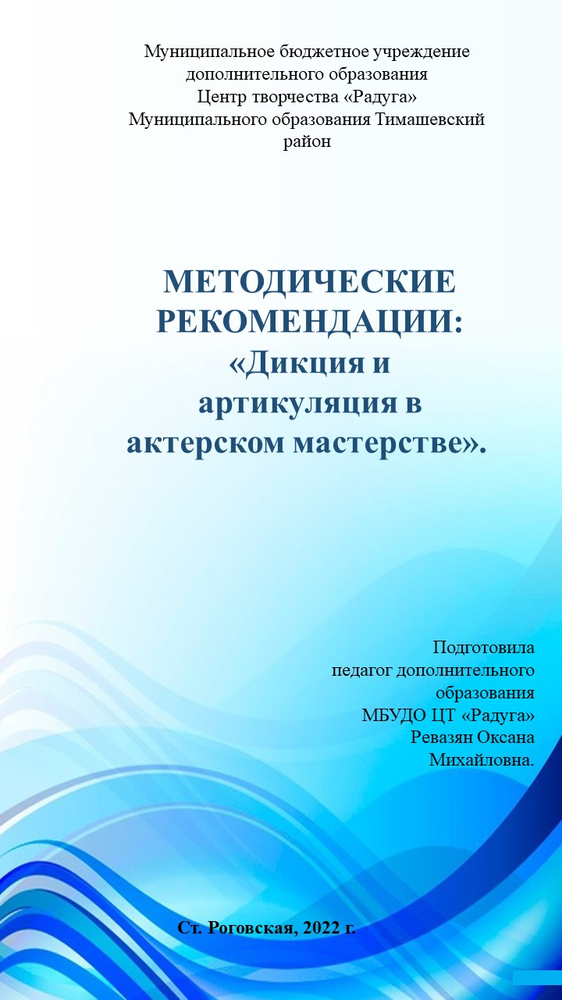 Муниципальное бюджетное учреждение
дополнительного образования
Центр творчества «Радуга»
Муниципального образования Тимашевский
район
МЕТОДИЧЕСКИЕ
РЕКОМЕНДАЦИИ:
«Дикция и
артикуляция в
актерском мастерстве».
Подготовила
педагог дополнительного
образования
МБУДО ЦТ «Радуга»
Ревазян Оксана
Михайловна.
Ст. Роговская, 2022 г.